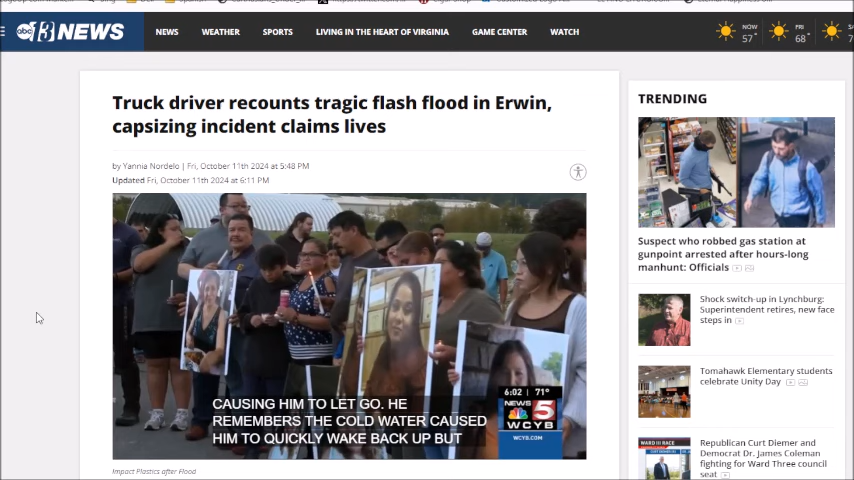 abc 13 NEWS
NEWS
WEATHER
SPORTS
LIVING IN THE HEART OF VIRGINIA
GAME CENTER
WATCH
NOW
57°
FRI
68°
Truck driver recounts tragic flash flood in Erwin,
capsizing incident claims lives
by Yannia Nordelo | Fri, October 11th 2024 at 5:48 PM
Updated Fri, October 11th 2024 at 6:11 PM
CAUSING HIM TO LET GO. HE
REMEMBERS THE COLD WATER CAUSED
HIM TO QUICKLY WAKE BACK UP BUT
6:02 | 71°
NEWS 5
WCYB
WCYB.COM
Impact Plastics after Flood
TRENDING
Suspect who robbed gas station at
gunpoint arrested after hours-long
manhunt: Officials
Shock switch-up in Lynchburg:
Superintendent retires, new face
steps in
Tomahawk Elementary students
celebrate Unity Day
WARD III RACE
Republican Curt Diemer and
Democrat Dr. James Coleman
fighting for Ward Three council
seat